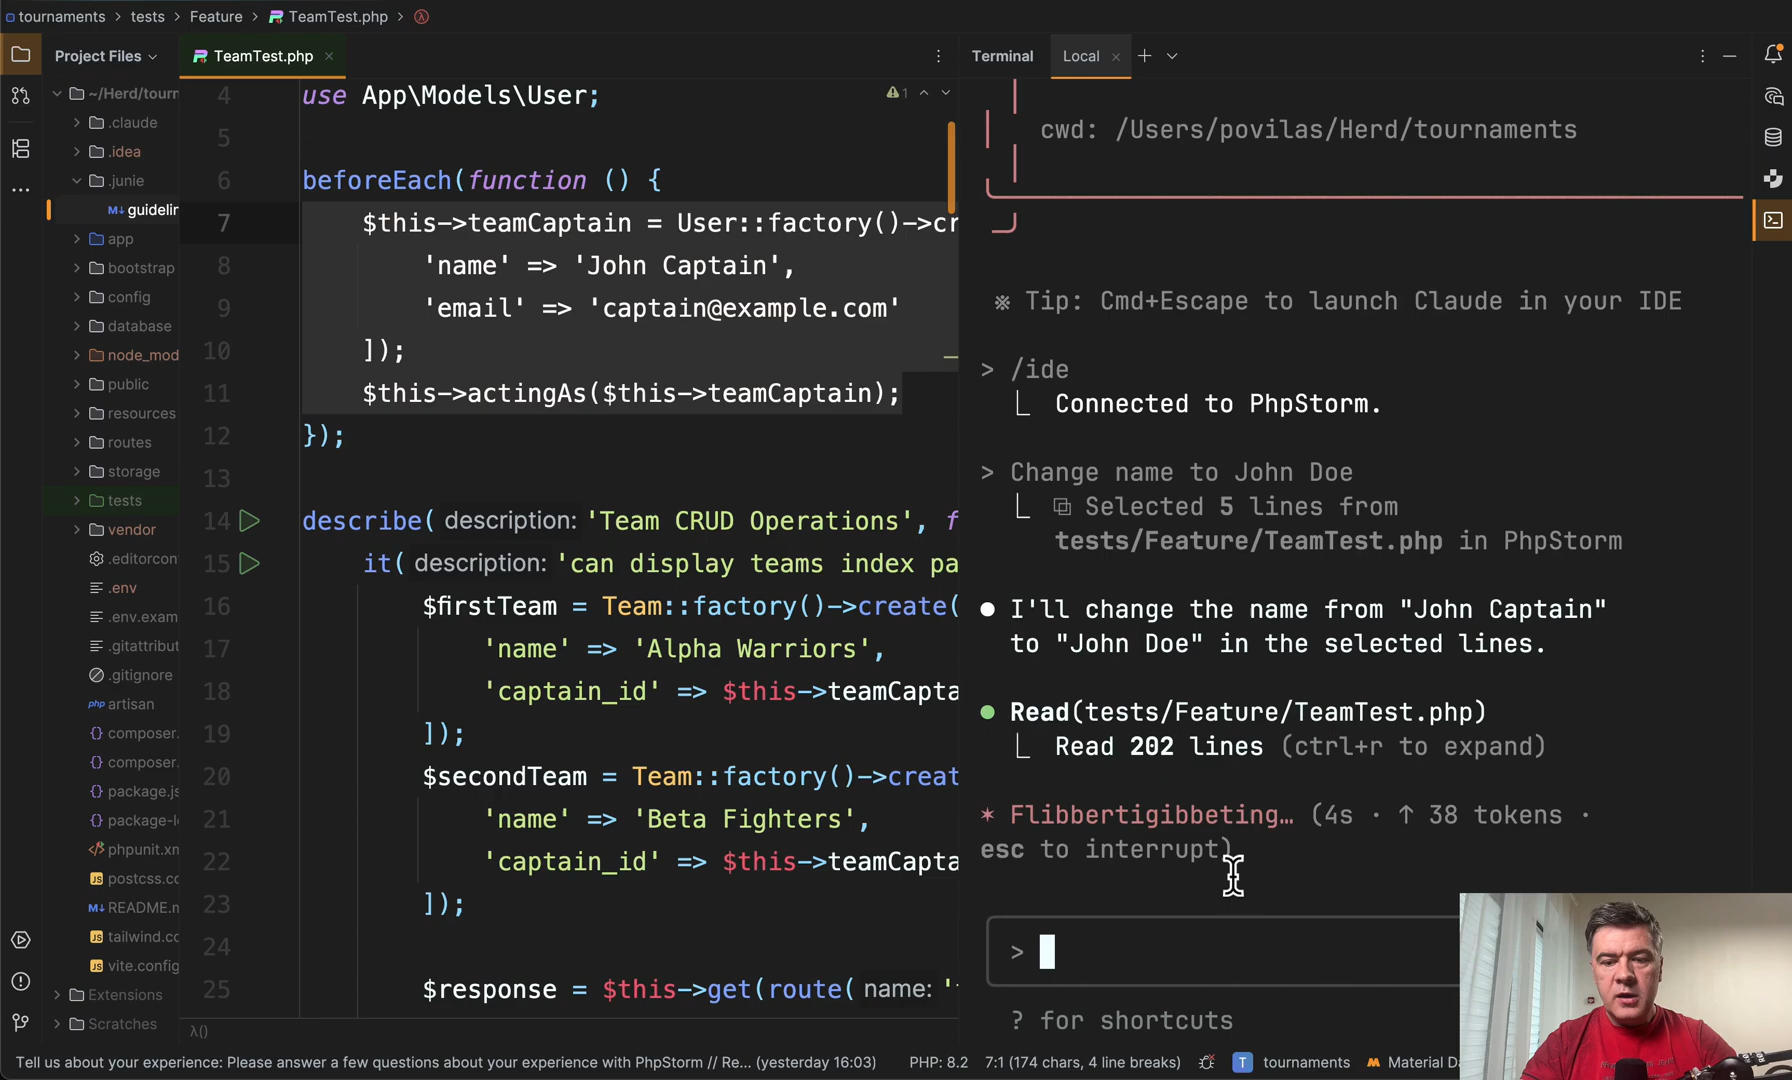 tournaments > tests > Feature > TeamTest.php >
Project Files
TeamTest.php
~/Herd/tourn
.claude
.idea
.junie
guidelin
app
bootstrap
config
database
node_mod
public
resources
routes
storage
tests
vendor
.editorcon
.env
.env.exam
.gitattribut
.gitignore
php artisan
composer.
composer.
package.js
package-l
phpunit.xm
postcss.co
README.m
tailwind.cc
vite.config
Extensions
Scratches
1
4 use App\Models\User;
5
6 beforeEach(function () {
7 $this->teamCaptain = User::factory()->cr
8 'name' => 'John Captain',
9 'email' => 'captain@example.com'
10 ]);
11 $this->actingAs($this->teamCaptain);
12 });
13
14 describe( description: 'Team CRUD Operations', f
15 it( description: 'can display teams index pa
16 $firstTeam = Team::factory()->create(
17 'name' => 'Alpha Warriors',
18 'captain_id' => $this->teamCapta
19 ]);
20 $secondTeam = Team::factory()->creat
21 'name' => 'Beta Fighters',
22 'captain_id' => $this->teamCapta
23 ]);
24
25 $response = $this->get(route( name: '
λ()
Terminal
Local
cwd: /Users/povilas/Herd/tournaments
※ Tip: Cmd+Escape to launch Claude in your IDE
> /ide
Connected to PhpStorm.
> Change name to John Doe
Selected 5 lines from
tests/Feature/TeamTest.php in PhpStorm
I'll change the name from "John Captain"
to "John Doe" in the selected lines.
Read(tests/Feature/TeamTest.php)
Read 202 lines (ctrl+r to expand)
✶ Flibbertigibbeting… (4s · ↑ 38 tokens ·
esc to interrupt)
>
? for shortcuts
Tell us about your experience: Please answer a few questions about your experience with PhpStorm // Re... (yesterday 16:03)
PHP: 8.2
7:1 (174 chars, 4 line breaks)
T tournaments
Material Da